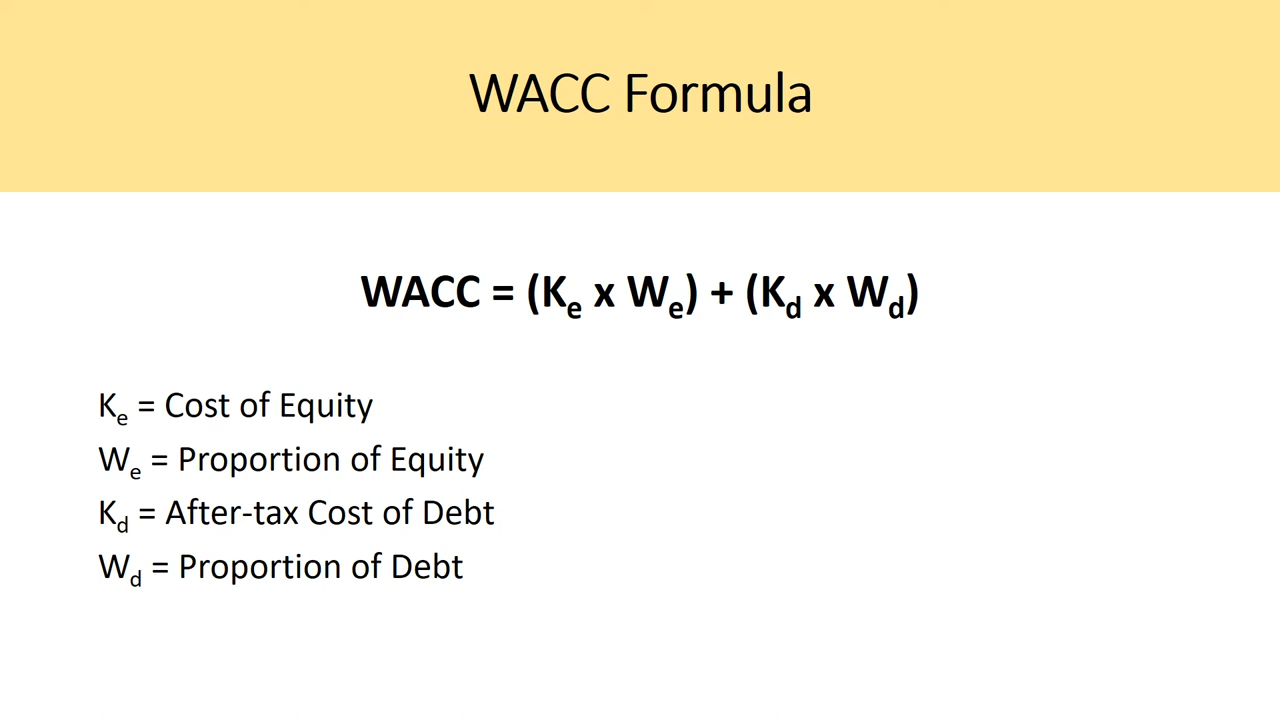 WACC Formula
WACC = (Ke x We) + (Kd x Wd)
Ke = Cost of Equity
We = Proportion of Equity
Kd = After-tax Cost of Debt
Wd = Proportion of Debt